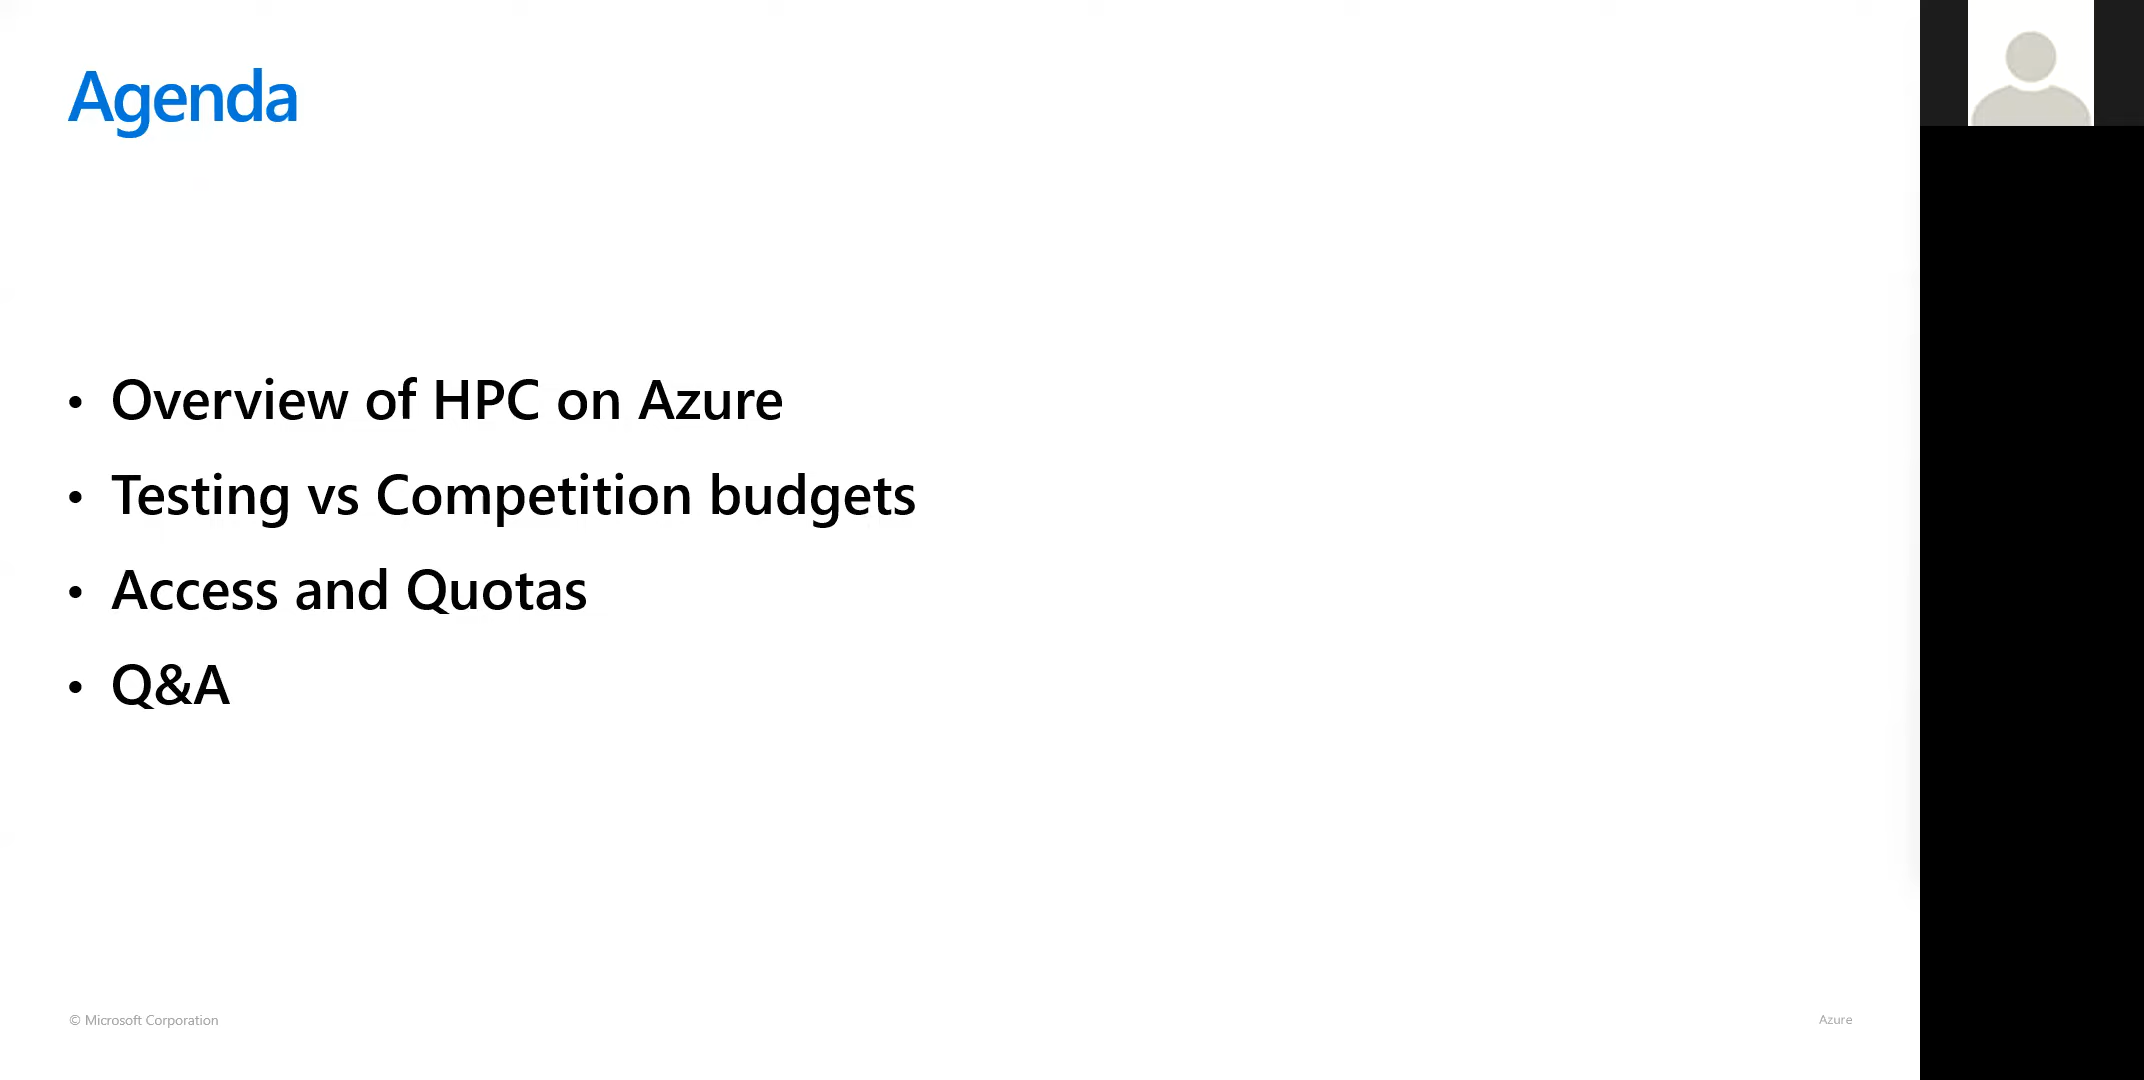 Agenda
• Overview of HPC on Azure
• Testing vs Competition budgets
• Access and Quotas
• Q&A
© Microsoft Corporation
Azure